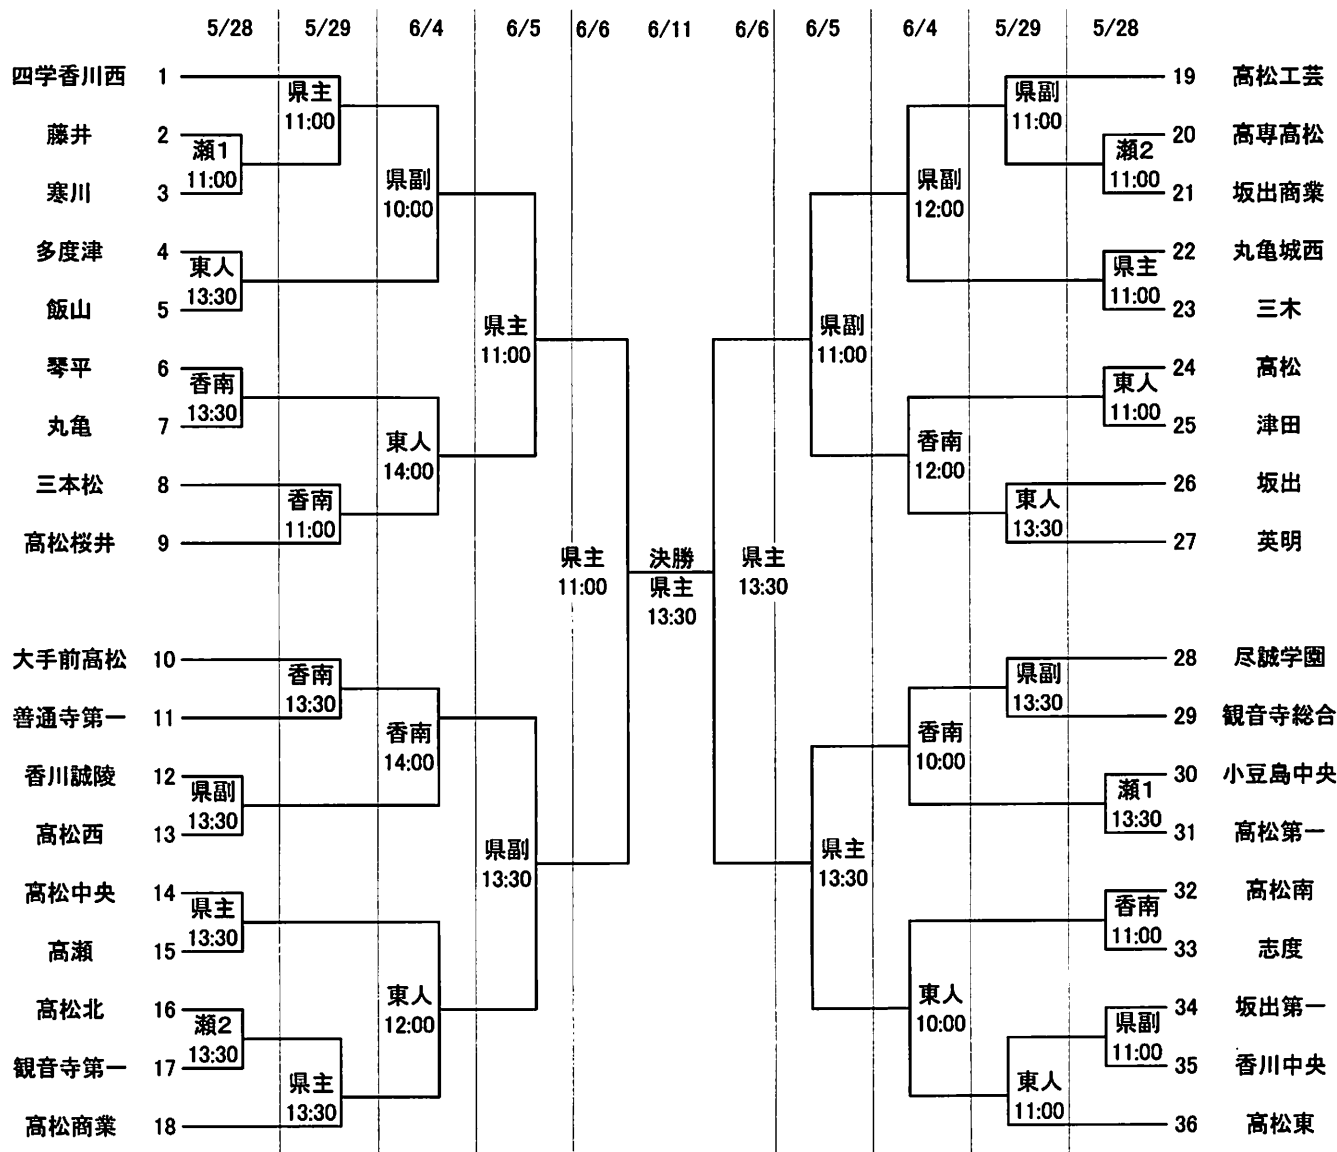 5/28 5/29 6/4 6/5 6/6 6/11 6/6 6/5 6/4 5/29 5/28
四学香川西 1
藤井 2
寒川 3
多度津 4
飯山 5
琴平 6
丸亀 7
三本松 8
高松桜井 9
大手前高松 10
善通寺第一 11
香川誠陵 12
高松西 13
高松中央 14
高瀬 15
高松北 16
観音寺第一 17
高松商業 18
瀬1
11:00
東人
13:30
香南
13:30
県副
13:30
県主
13:30
瀬2
13:30
県主
11:00
香南
11:00
香南
13:30
県主
13:30
県副
10:00
東人
14:00
香南
14:00
東人
12:00
県主
11:00
県副
13:30
県主
11:00
決勝
県主
13:30
県主
13:30
県副
11:00
県主
13:30
県副
12:00
香南
12:00
香南
10:00
東人
10:00
県副
11:00
東人
13:30
県副
13:30
東人
11:00
瀬2
11:00
県主
11:00
東人
11:00
瀬1
13:30
香南
11:00
県副
11:00
19 高松工芸
20 高専高松
21 坂出商業
22 丸亀城西
23 三木
24 高松
25 津田
26 坂出
27 英明
28 尽誠学園
29 観音寺総合
30 小豆島中央
31 高松第一
32 高松南
33 志度
34 坂出第一
35 香川中央
36 高松東